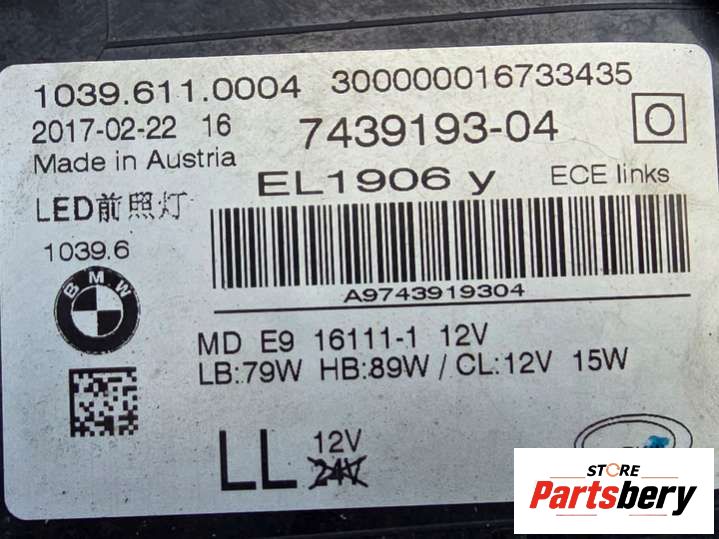 1039.611.0004 300000016733435
2017-02-22 16 7439193-04 O
Made in Austria
EL1906 y ECE links
LED前照灯
1039.6
BMW
A9743919304
MD E9 16111-1 12V
LB:79W HB:89W / CL:12V 15W
LL 12V
24V
STORE
Partsbery